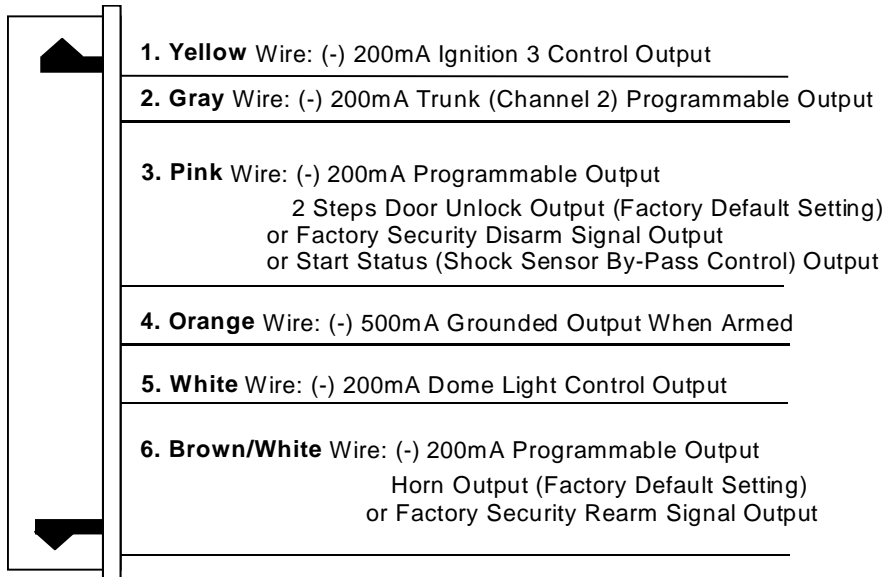 1. Yellow Wire: (-) 200mA Ignition 3 Control Output
2. Gray Wire: (-) 200mA Trunk (Channel 2) Programmable Output
3. Pink Wire: (-) 200mA Programmable Output
2 Steps Door Unlock Output (Factory Default Setting)
or Factory Security Disarm Signal Output
or Start Status (Shock Sensor By-Pass Control) Output
4. Orange Wire: (-) 500mA Grounded Output When Armed
5. White Wire: (-) 200mA Dome Light Control Output
6. Brown/White Wire: (-) 200mA Programmable Output
Horn Output (Factory Default Setting)
or Factory Security Rearm Signal Output